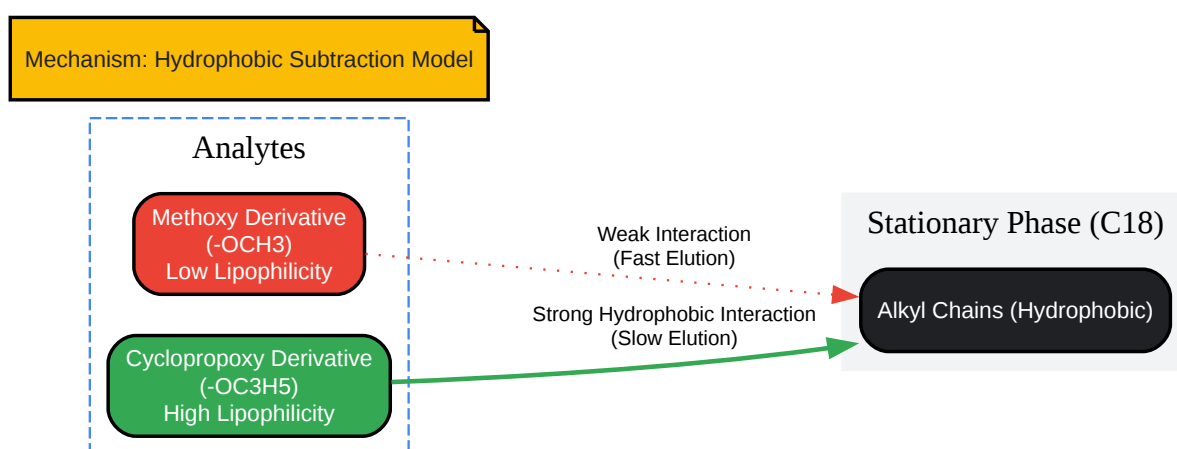 Mechanism: Hydrophobic Subtraction Model
Analytes
Methoxy Derivative
(-OCH3)
Low Lipophilicity
Weak Interaction
(Fast Elution)
Stationary Phase (C18)
Alkyl Chains (Hydrophobic)
Strong Hydrophobic Interaction
(Slow Elution)
Cyclopropoxy Derivative
(-OC3H5)
High Lipophilicity